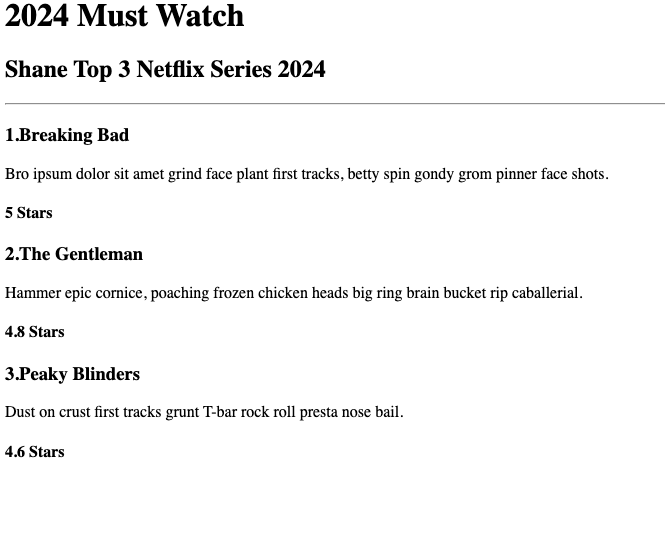 2024 Must Watch
Shane Top 3 Netflix Series 2024
1.Breaking Bad
Bro ipsum dolor sit amet grind face plant first tracks, betty spin gondy grom pinner face shots.
5 Stars
2.The Gentleman
Hammer epic cornice, poaching frozen chicken heads big ring brain bucket rip caballerial.
4.8 Stars
3.Peaky Blinders
Dust on crust first tracks grunt T-bar rock roll presta nose bail.
4.6 Stars